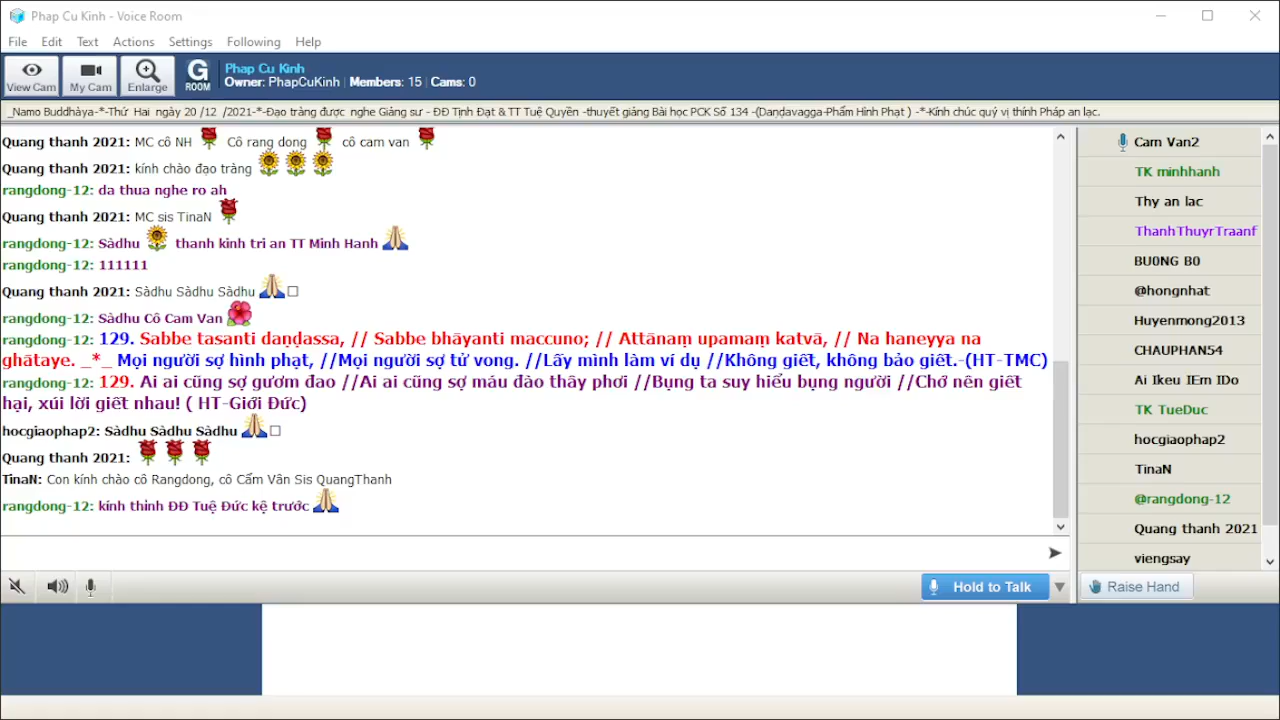 Phap Cu Kinh - Voice Room
File Edit Text Actions Settings Following Help
View Cam My Cam Enlarge G ROOM
Phap Cu Kinh
Owner: PhapCuKinh | Members: 15 | Cams: 0
_Namo Buddhàya-*-Thứ Hai ngày 20 /12 /2021-*-Đạo tràng được nghe Giảng sư - ĐĐ Tịnh Đạt & TT Tuệ Quyền -thuyết giảng Bài học PCK Số 134 -(Daṇḍavagga-Phẩm Hình Phạt ) -*-Kính chúc quý vị thính Pháp an lạc.
Quang thanh 2021: MC cô NH Cô rang dong cô cam van
Quang thanh 2021: kính chào đạo tràng
rangdong-12: da thua nghe ro ah
Quang thanh 2021: MC sis TinaN
rangdong-12: Sàdhu thanh kinh tri an TT Minh Hanh
rangdong-12: 111111
Quang thanh 2021: Sàdhu Sàdhu Sàdhu
rangdong-12: Sàdhu Cô Cam Van
rangdong-12: 129. Sabbe tasanti daṇḍassa, // Sabbe bhāyanti maccuno; // Attānaṃ upamaṃ katvā, // Na haneyya na
ghātaye. _*_ Mọi người sợ hình phạt, //Mọi người sợ tử vong. //Lấy mình làm ví dụ //Không giết, không bảo giết.-(HT-TMC)
rangdong-12: 129. Ai ai cũng sợ gươm đao //Ai ai cũng sợ máu đào thây phơi //Bụng ta suy hiểu bụng người //Chớ nên giết
hại, xúi lời giết nhau! ( HT-Giới Đức)
hocgiaophap2: Sàdhu Sàdhu Sàdhu
Quang thanh 2021:
TinaN: Con kính chào cô Rangdong, cô Cẩm Vân Sis QuangThanh
rangdong-12: kính thỉnh ĐĐ Tuệ Đức kệ trước
Hold to Talk
Cam Van2
TK minhhanh
Thy an lac
ThanhThuyrTraanf
BU0NG B0
@hongnhat
Huyenmong2013
CHAUPHAN54
Ai Ikeu IEm IDo
TK TueDuc
hocgiaophap2
TinaN
@rangdong-12
Quang thanh 2021
viengsay
Raise Hand